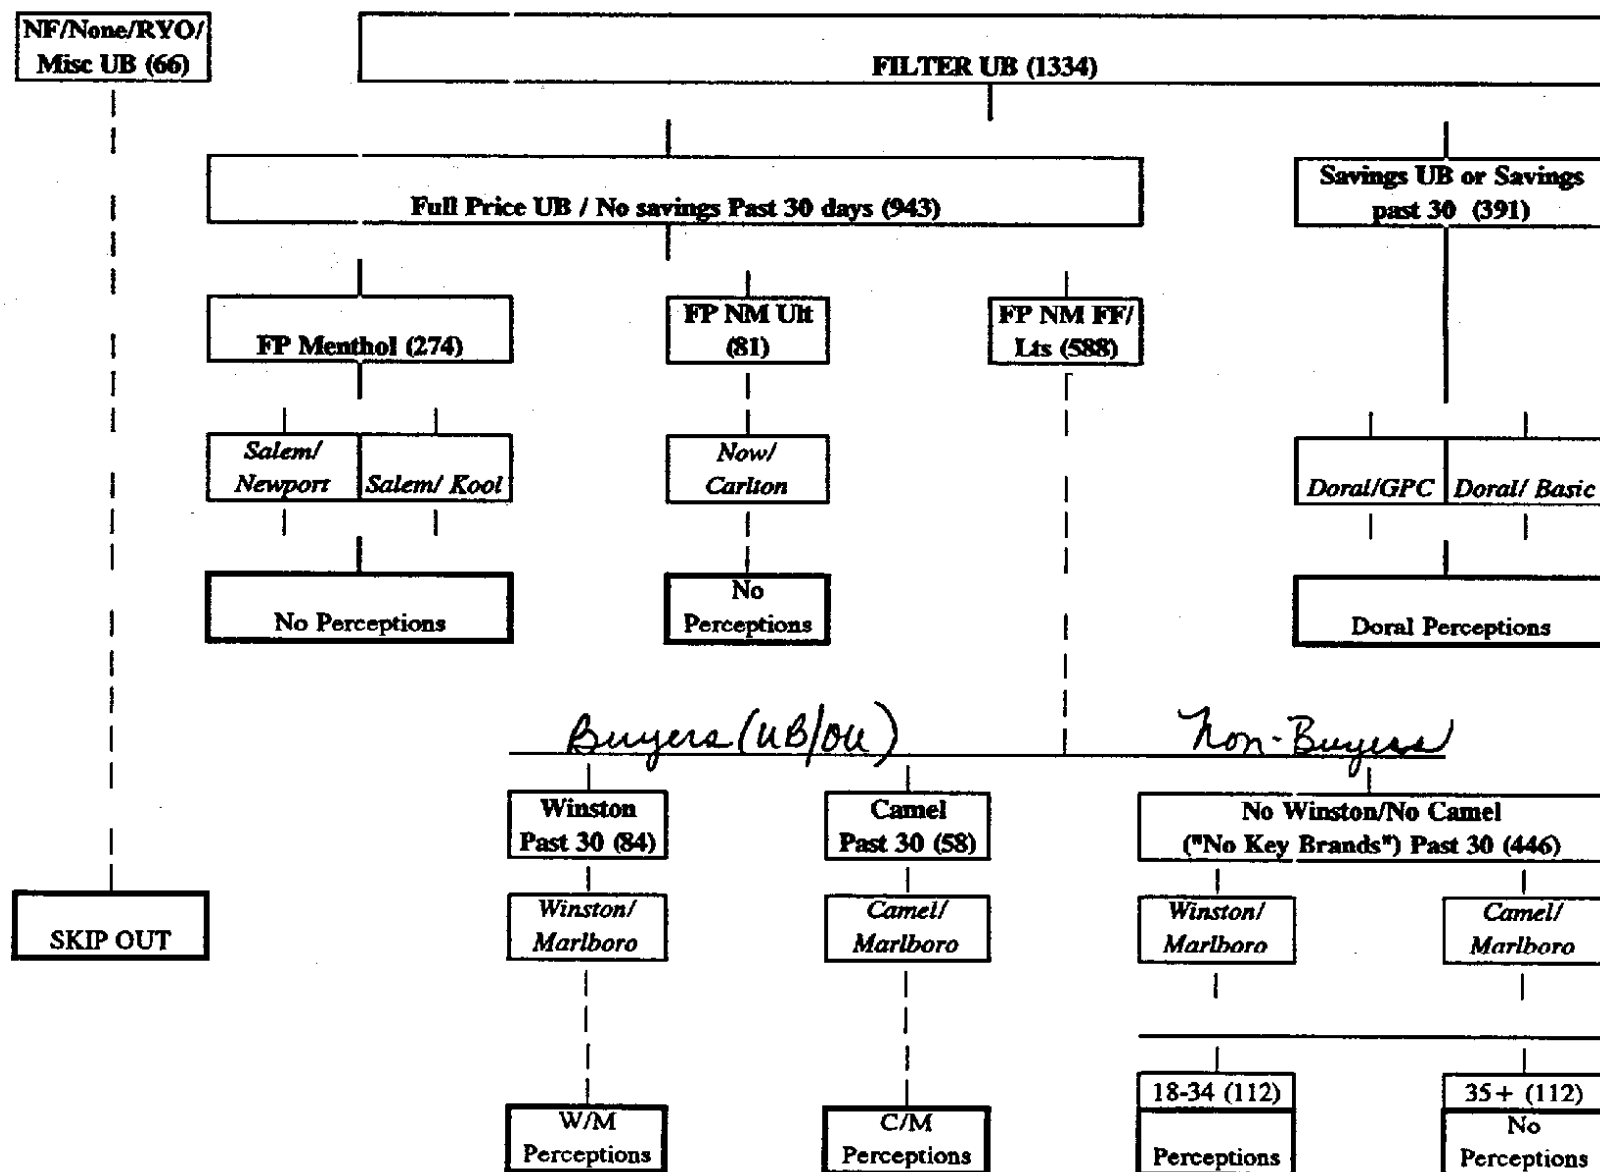 NF/None/RYO/
Misc UB (66)
FILTER UB (1334)
Full Price UB / No savings Past 30 days (943)
Savings UB or Savings
past 30 (391)
FP Menthol (274)
FP NM Ult
(81)
FP NM FF/
Lts (588)
Salem/
Newport
Salem/ Kool
Now/
Carlton
Doral/GPC
Doral/ Basic
No Perceptions
No
Perceptions
Doral Perceptions
Buyers (UB/OU)
Non-Buyers
Winston
Past 30 (84)
Camel
Past 30 (58)
No Winston/No Camel
("No Key Brands") Past 30 (446)
SKIP OUT
Winston/
Marlboro
Camel/
Marlboro
Winston/
Marlboro
Camel/
Marlboro
18-34 (112)
35+ (112)
W/M
Perceptions
C/M
Perceptions
Perceptions
No
Perceptions